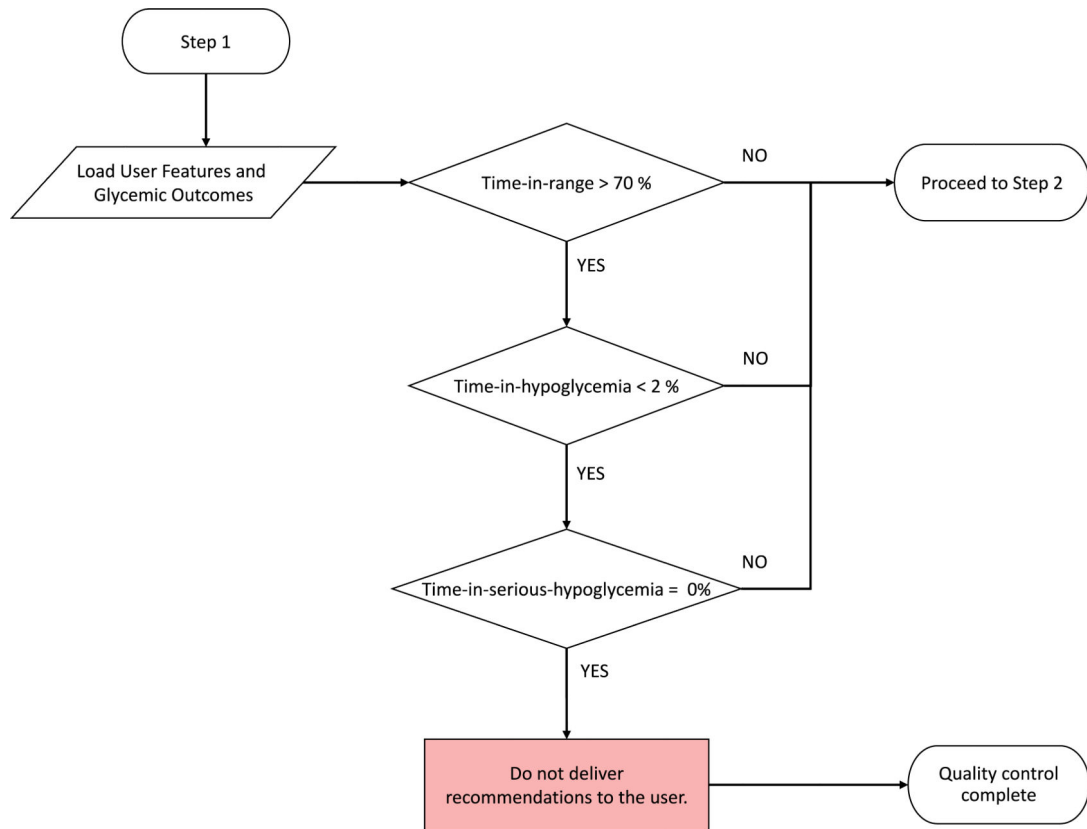 Step 1
Load User Features and
Glycemic Outcomes
Time-in-range > 70 %
NO
Proceed to Step 2
YES
Time-in-hypoglycemia < 2 %
NO
YES
Time-in-serious-hypoglycemia =  0%
NO
YES
Do not deliver
recommendations to the user.
Quality control
complete